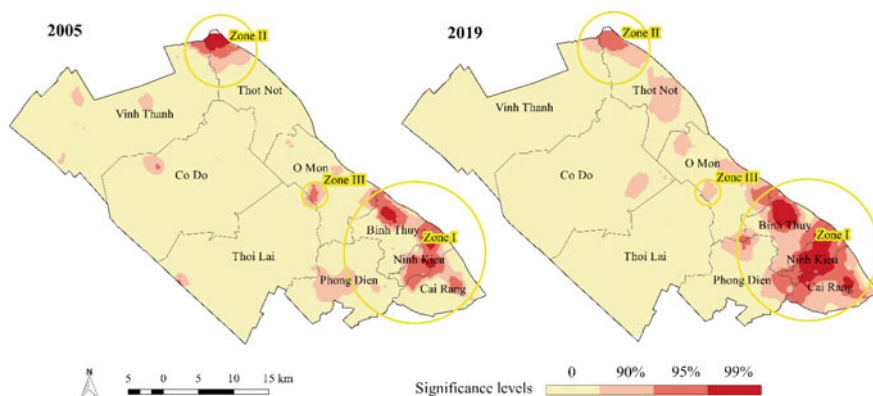 2005
Zone II
Thot Not
Vinh Thanh
Co Do
O Mon
Zone III
Binh Thuy
Zone I
Thoi Lai
Ninh Kieu
Phong Dien
Cai Rang
2019
Zone II
Thot Not
Vinh Thanh
O Mon
Co Do
Zone III
Binh Thuy
Zone I
Thoi Lai
Ninh Kieu
Phong Dien
Cai Rang
N
5 0 5 10 15 km
0 90% 95% 99%
Significance levels